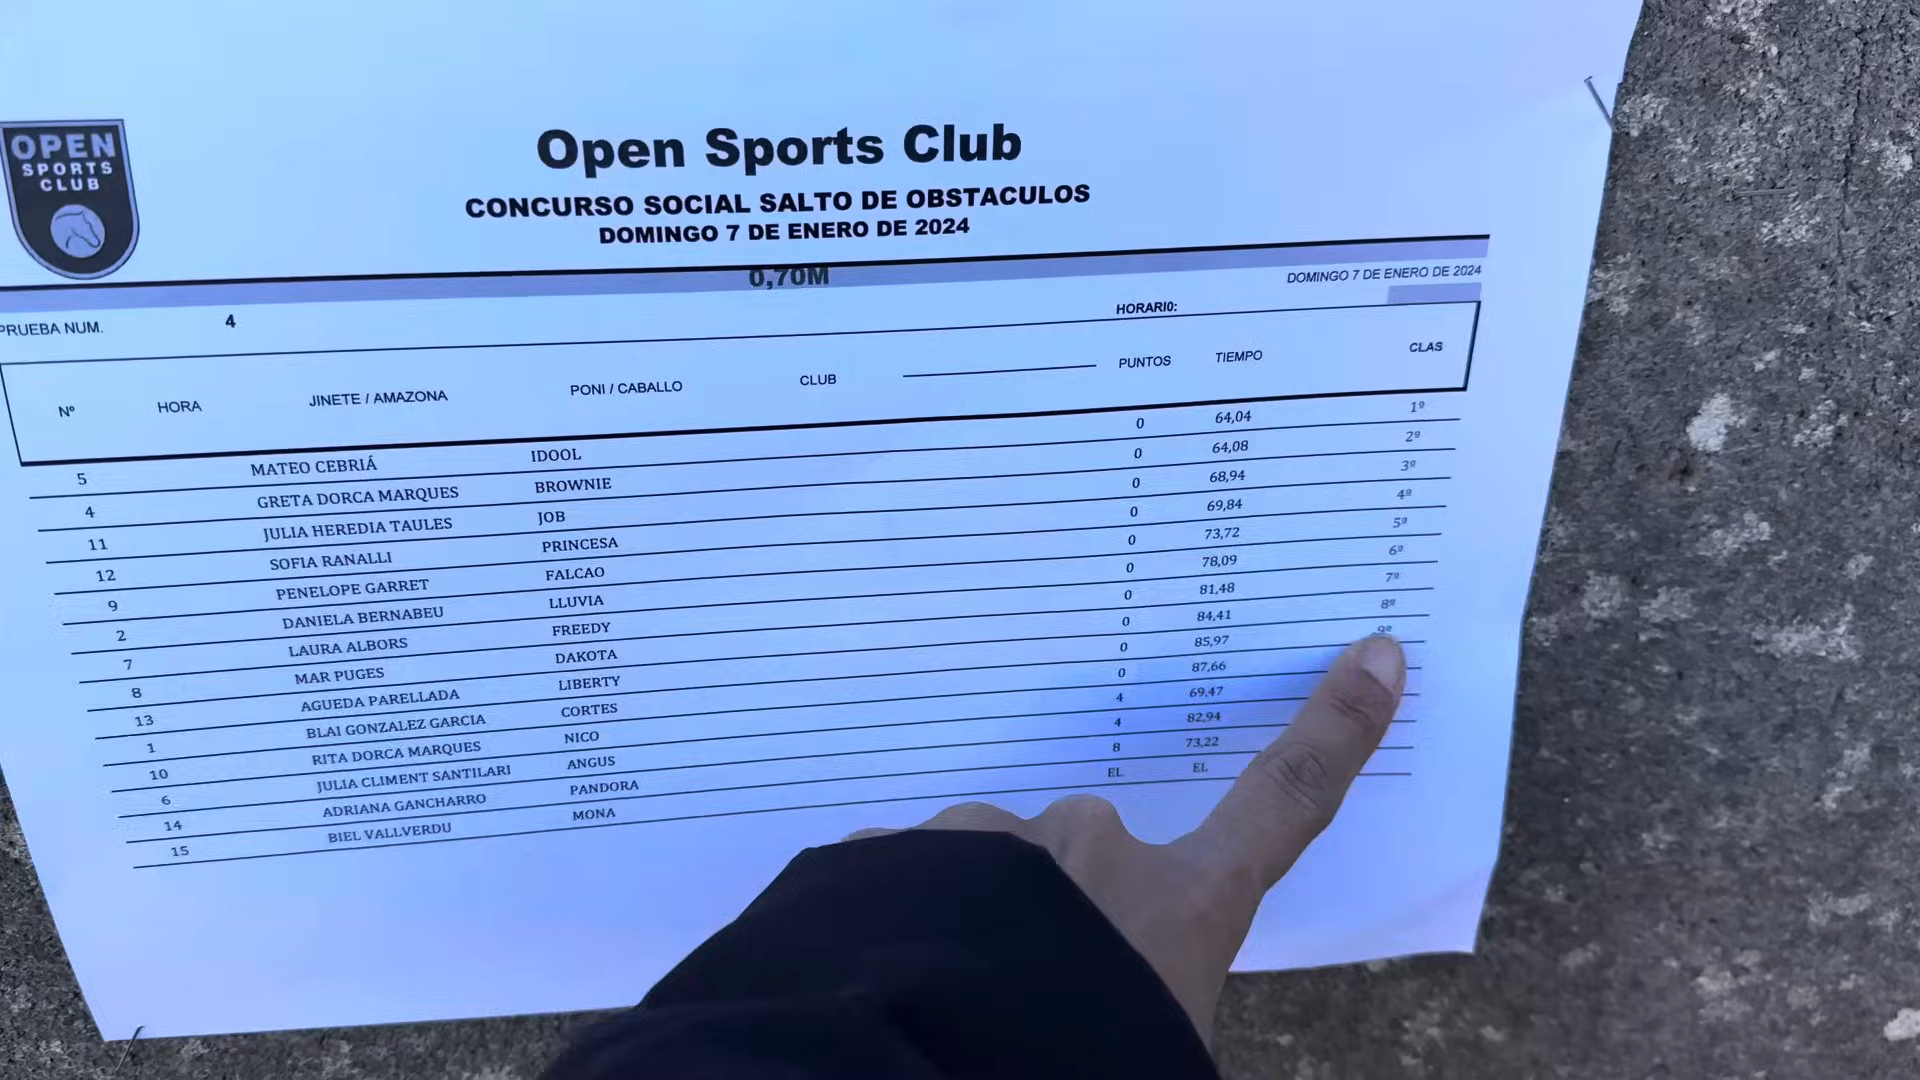 OPEN
SPORTS
CLUB
Open Sports Club
CONCURSO SOCIAL SALTO DE OBSTACULOS
DOMINGO 7 DE ENERO DE 2024
0,70M
DOMINGO 7 DE ENERO DE 2024
PRUEBA NUM. 4 HORARI0:
Nº HORA JINETE / AMAZONA PONI / CABALLO CLUB PUNTOS TIEMPO CLAS
5 MATEO CEBRIÁ IDOOL 0 64,04 1º
4 GRETA DORCA MARQUES BROWNIE 0 64,08 2º
11 JULIA HEREDIA TAULES JOB 0 68,94 3º
12 SOFIA RANALLI PRINCESA 0 69,84 4º
9 PENELOPE GARRET FALCAO 0 73,72 5º
2 DANIELA BERNABEU LLUVIA 0 78,09 6º
7 LAURA ALBORS FREEDY 0 81,48 7º
8 MAR PUGES DAKOTA 0 84,41 8º
13 AGUEDA PARELLADA LIBERTY 0 85,97 9º
1 BLAI GONZALEZ GARCIA CORTES 0 87,66
10 RITA DORCA MARQUES NICO 4 69,47
6 JULIA CLIMENT SANTILARI ANGUS 4 82,94
14 ADRIANA GANCHARRO PANDORA 8 73,22
15 BIEL VALLVERDU MONA EL EL